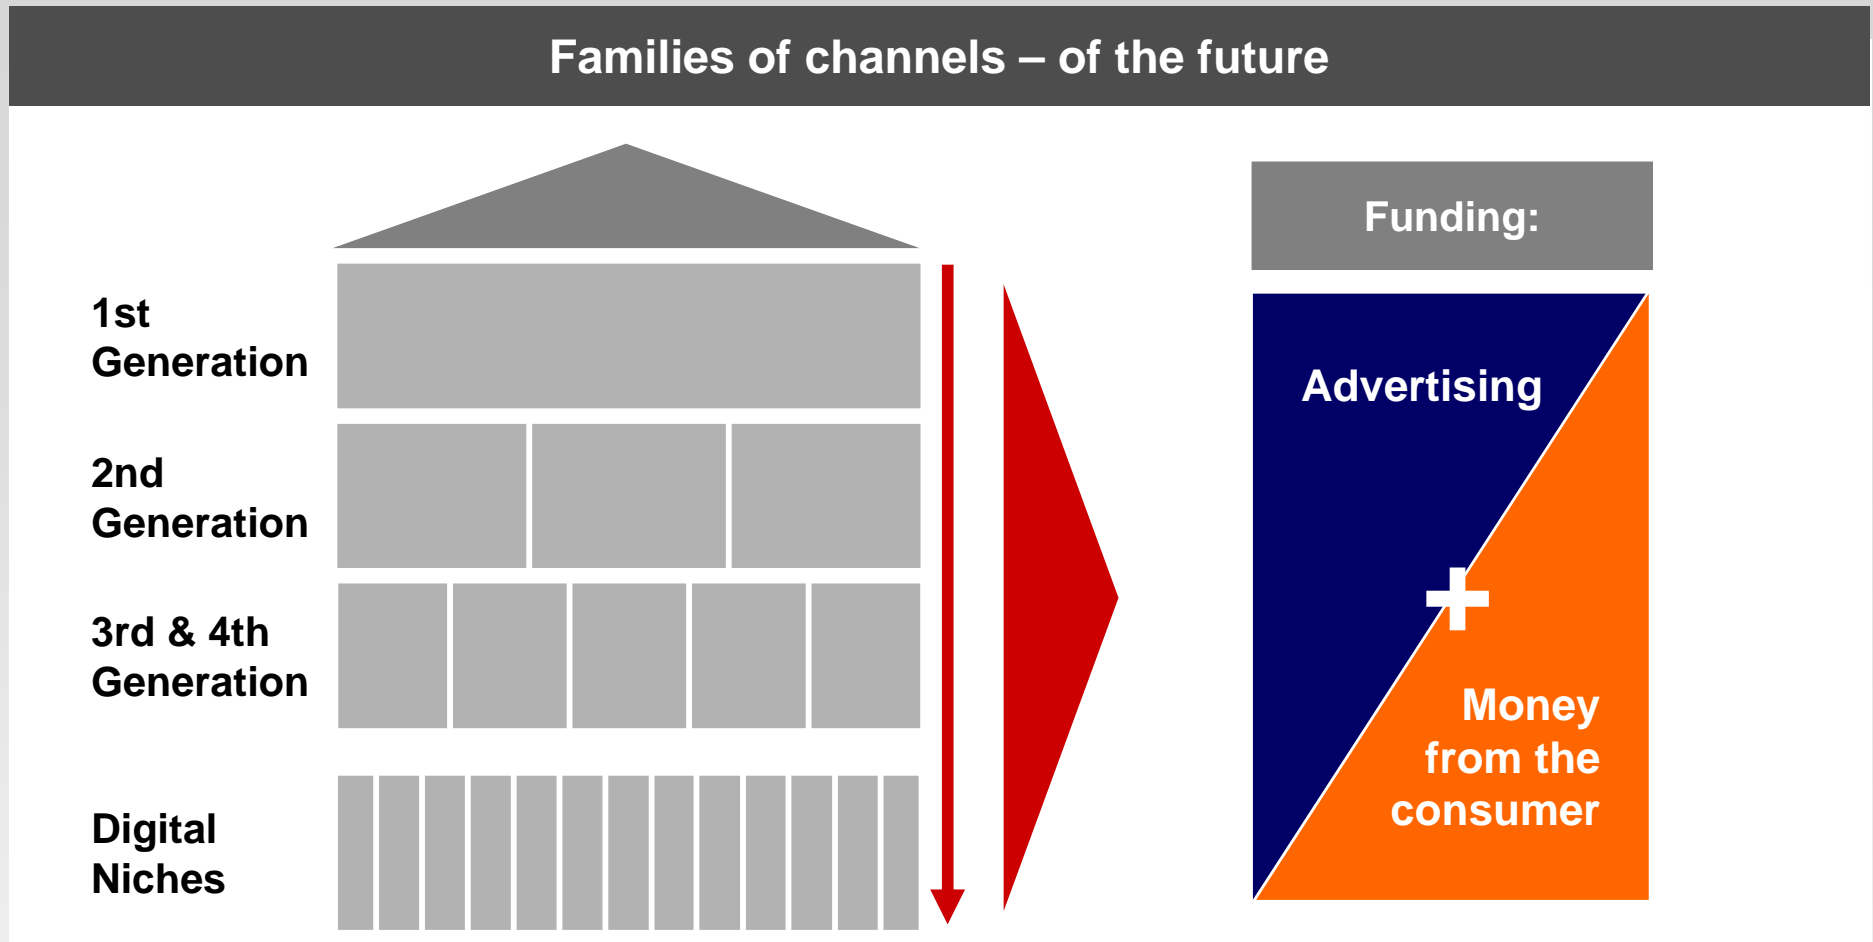 Families of channels – of the future
1st
Generation
2nd
Generation
3rd & 4th
Generation
Digital
Niches
Funding:
Advertising
+
Money
from the
consumer